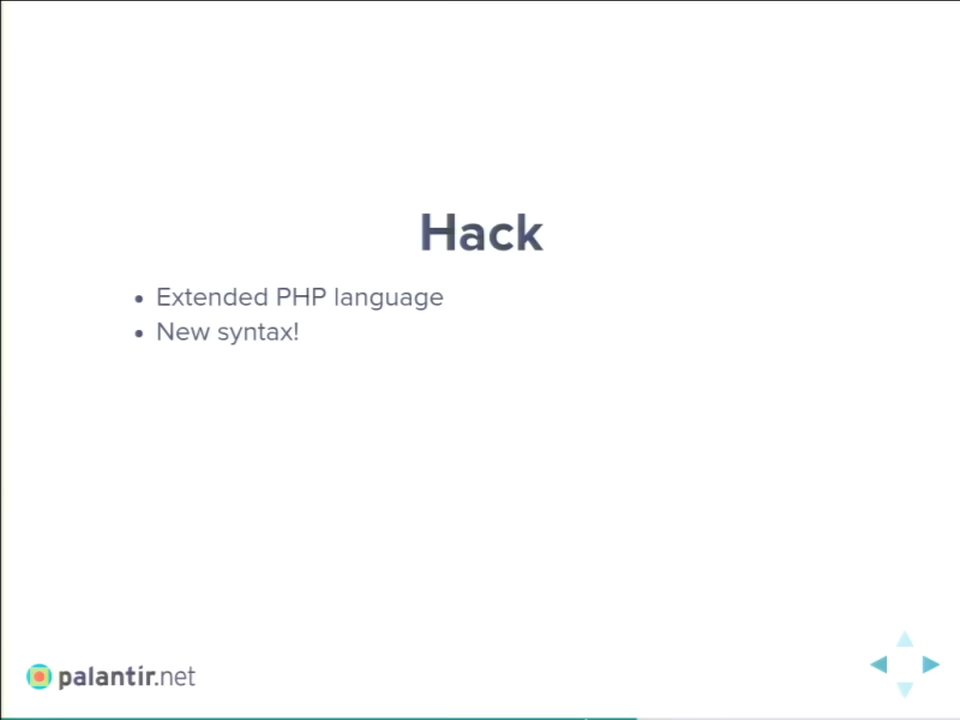 Hack
• Extended PHP language
• New syntax!
palantir.net